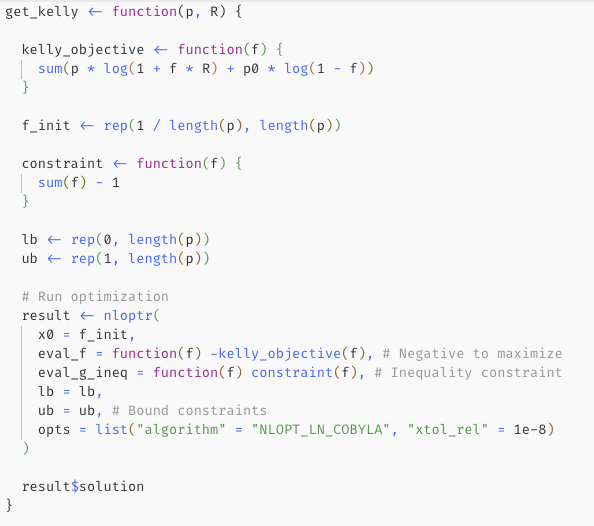 get_kelly <- function(p, R) {
  kelly_objective <- function(f) {
    sum(p * log(1 + f * R) + p0 * log(1 - f))
  }
  f_init <- rep(1 / length(p), length(p))
  constraint <- function(f) {
    sum(f) - 1
  }
  lb <- rep(0, length(p))
  ub <- rep(1, length(p))
  # Run optimization
  result <- nloptr(
    x0 = f_init,
    eval_f = function(f) -kelly_objective(f), # Negative to maximize
    eval_g_ineq = function(f) constraint(f), # Inequality constraint
    lb = lb,
    ub = ub, # Bound constraints
    opts = list("algorithm" = "NLOPT_LN_COBYLA", "xtol_rel" = 1e-8)
  )
  result$solution
}